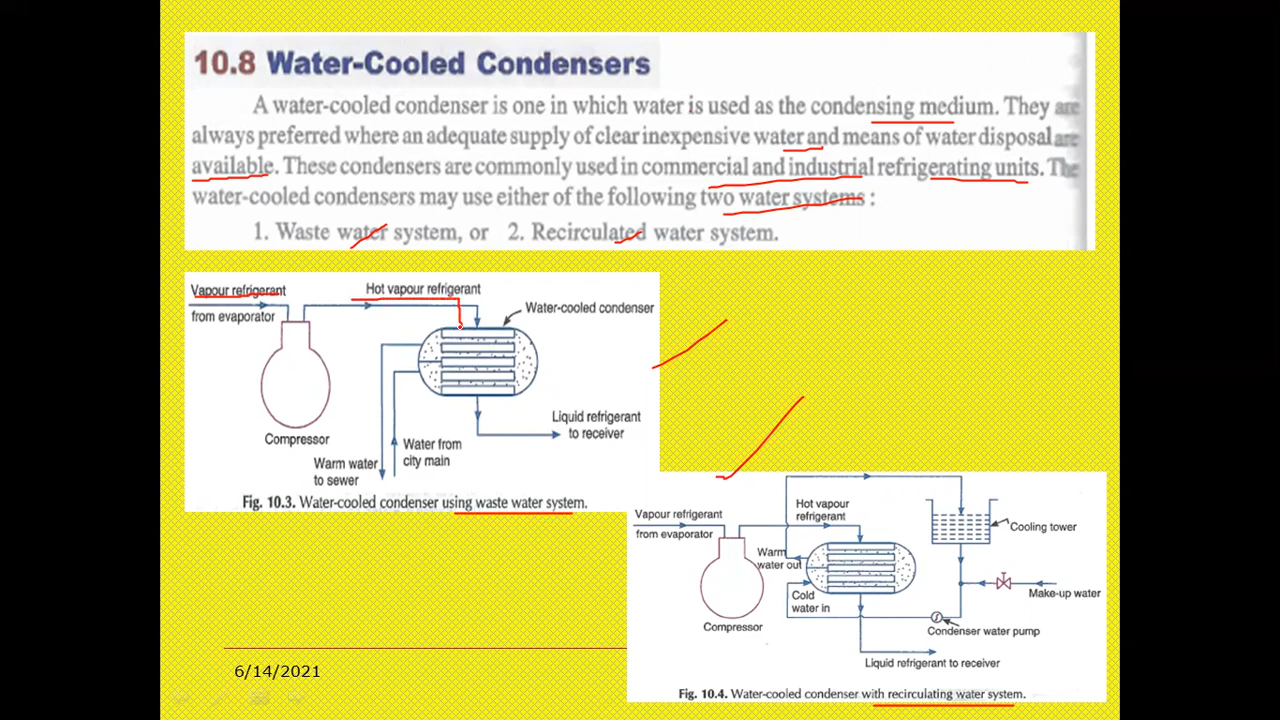 10.8 Water-Cooled Condensers
A water-cooled condenser is one in which water is used as the condensing medium. They are
always preferred where an adequate supply of clear inexpensive water and means of water disposal are
available. These condensers are commonly used in commercial and industrial refrigerating units. The
water-cooled condensers may use either of the following two water systems :
1. Waste water system, or 2. Recirculated water system.
Vapour refrigerant
from evaporator
Hot vapour refrigerant
Water-cooled condenser
Compressor
Liquid refrigerant
to receiver
Water from
city main
Warm water
to sewer
Fig. 10.3. Water-cooled condenser using waste water system.
Vapour refrigerant
from evaporator
Hot vapour
refrigerant
Cooling tower
Warm
water out
Cold
water in
Make-up water
Compressor
Condenser water pump
Liquid refrigerant to receiver
Fig. 10.4. Water-cooled condenser with recirculating water system.
6/14/2021